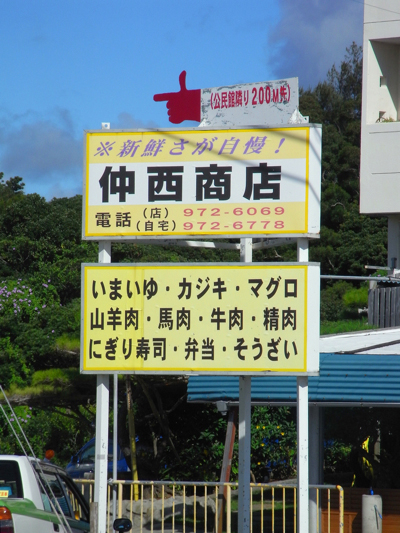 (公民館隣り200M先)
※新鮮さが自慢!
仲西商店
電話(店) 972-6069
(自宅) 972-6778
いまいゆ・カジキ・マグロ
山羊肉・馬肉・牛肉・精肉
にぎり寿司・弁当・そうざい